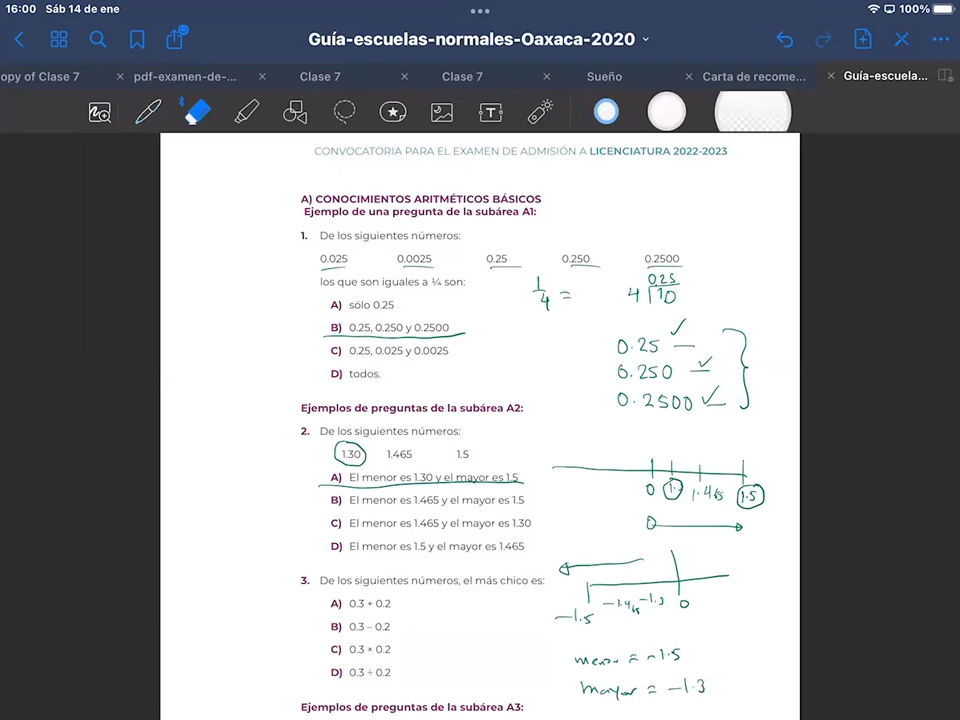 16:00 Sáb 14 de ene
100%
Guía-escuelas-normales-Oaxaca-2020
opy of Clase 7
pdf-examen-de-...
Clase 7
Clase 7
Sueño
Carta de recome...
Guía-escuela...
CONVOCATORIA PARA EL EXAMEN DE ADMISIÓN A LICENCIATURA 2022-2023
A) CONOCIMIENTOS ARITMÉTICOS BÁSICOS
Ejemplo de una pregunta de la subárea A1:
1. De los siguientes números:
0.025 0.0025 0.25 0.250 0.2500
los que son iguales a ¼ son:
A) sólo 0.25
B) 0.25, 0.250 y 0.2500
C) 0.25, 0.025 y 0.0025
D) todos.
1/4 =
025
4 10
0.25
0.250
0.2500
Ejemplos de preguntas de la subárea A2:
2. De los siguientes números:
1.30 1.465 1.5
A) El menor es 1.30 y el mayor es 1.5
B) El menor es 1.465 y el mayor es 1.5
C) El menor es 1.465 y el mayor es 1.30
D) El menor es 1.5 y el mayor es 1.465
0 1.465 1.5
0
3. De los siguientes números, el más chico es:
A) 0.3 + 0.2
B) 0.3 – 0.2
C) 0.3 × 0.2
D) 0.3 ÷ 0.2
-1.5 -1.465 -1.3 0
menor = -1.5
mayor = -1.3
Ejemplos de preguntas de la subárea A3: